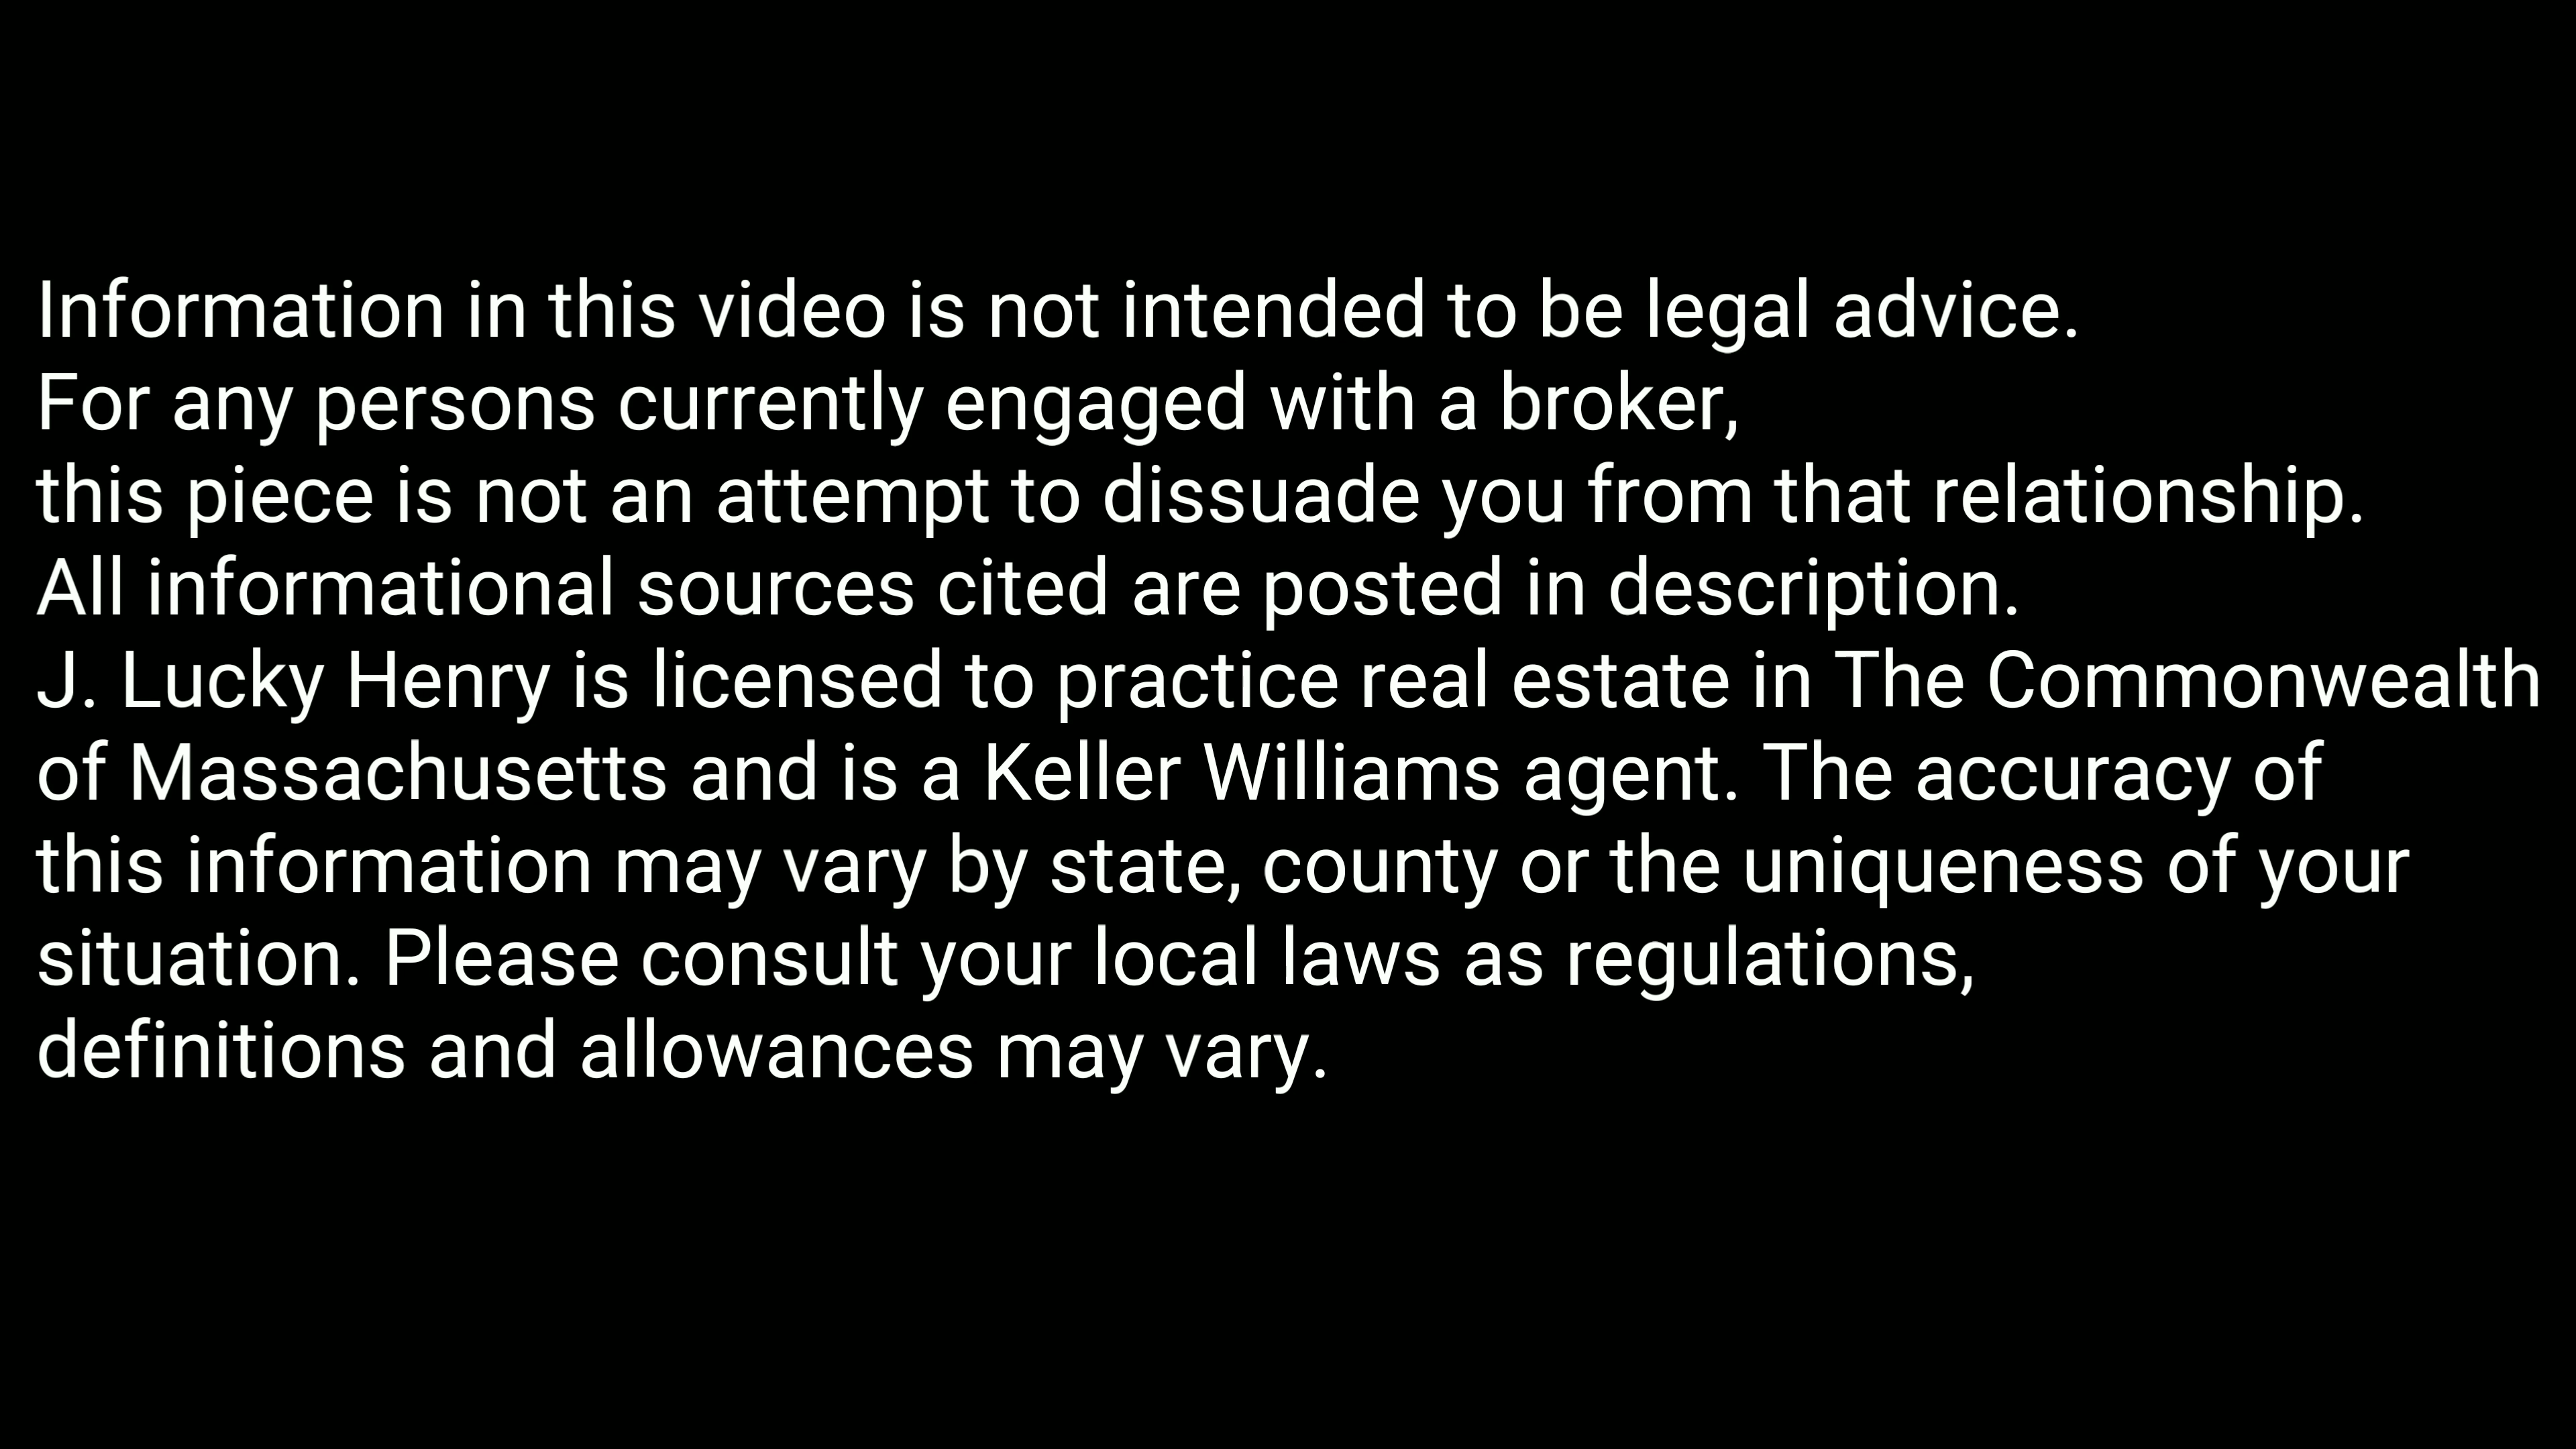 Information in this video is not intended to be legal advice.
For any persons currently engaged with a broker,
this piece is not an attempt to dissuade you from that relationship.
All informational sources cited are posted in description.
J. Lucky Henry is licensed to practice real estate in The Commonwealth
of Massachusetts and is a Keller Williams agent. The accuracy of
this information may vary by state, county or the uniqueness of your
situation. Please consult your local laws as regulations,
definitions and allowances may vary.